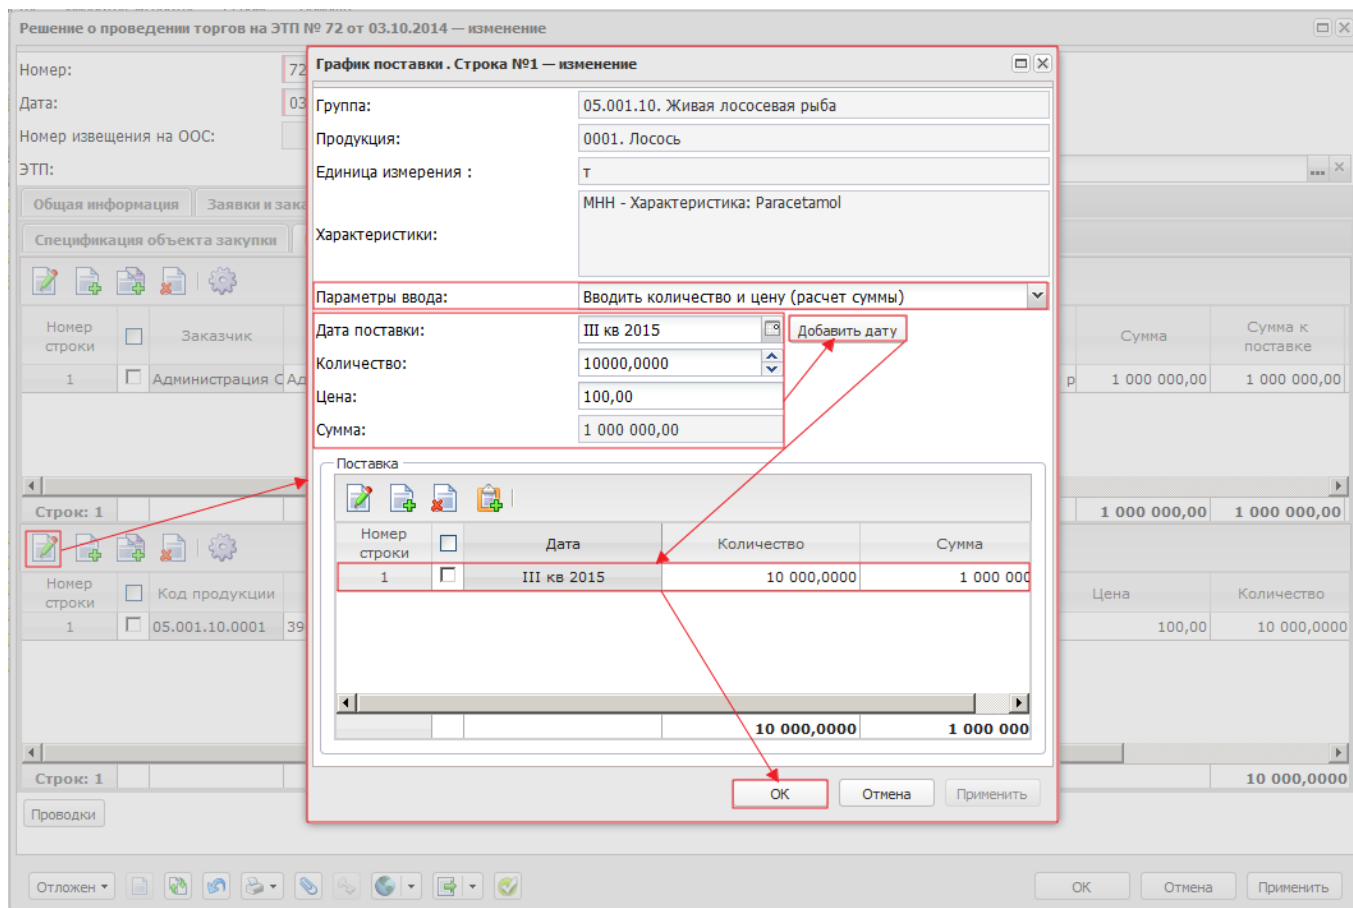 Решение о проведении торгов на ЭТП № 72 от 03.10.2014 — изменение
Номер:
72
Дата:
03
Номер извещения на ООС:
ЭТП:
...
Общая информация
Заявки и зака
Спецификация объекта закупки
Номер строки
Заказчик
Сумма
Сумма к поставке
1
Администрация С
Ад
р
1 000 000,00
1 000 000,00
Строк: 1
1 000 000,00
1 000 000,00
Номер строки
Код продукции
Цена
Количество
1
05.001.10.0001
39
100,00
10 000,0000
Строк: 1
10 000,0000
Проводки
Отложен
ОК
Отмена
Применить
График поставки . Строка №1 — изменение
Группа:
05.001.10. Живая лососевая рыба
Продукция:
0001. Лосось
Единица измерения :
т
Характеристики:
МНН - Характеристика: Paracetamol
Параметры ввода:
Вводить количество и цену (расчет суммы)
Дата поставки:
III кв 2015
Добавить дату
Количество:
10000,0000
Цена:
100,00
Сумма:
1 000 000,00
Поставка
Номер строки
Дата
Количество
Сумма
1
III кв 2015
10 000,0000
1 000 000
10 000,0000
1 000 000
ОК
Отмена
Применить